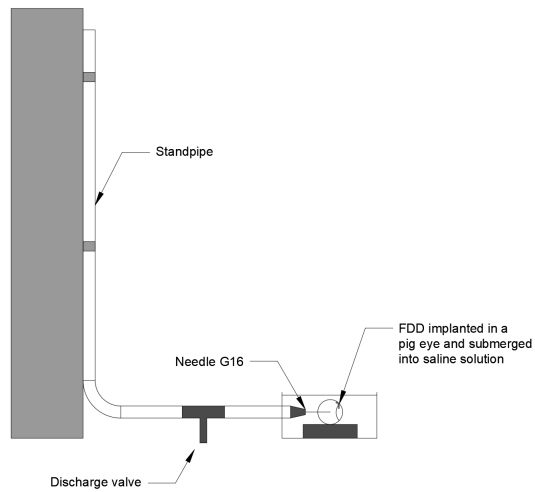 Standpipe
FDD implanted in a
pig eye and submerged
into saline solution
Needle G16
Discharge valve